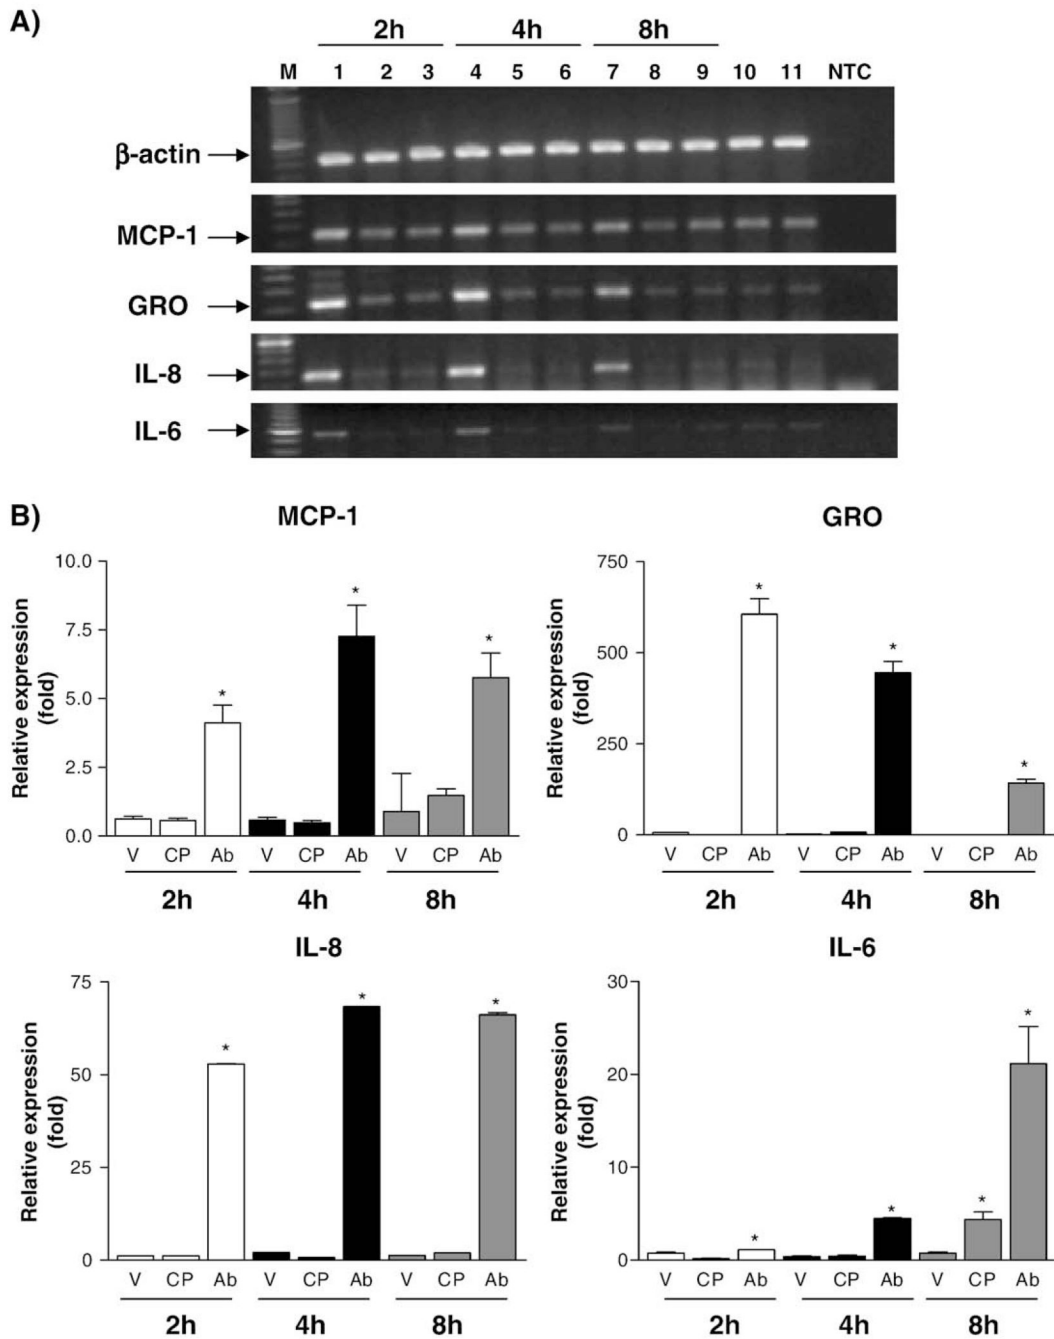 A)
2h 4h 8h
M 1 2 3 4 5 6 7 8 9 10 11 NTC
β-actin
MCP-1
GRO
IL-8
IL-6
B)
MCP-1
Relative expression
(fold)
10.0
7.5
5.0
2.5
0.0
* * *
V CP Ab V CP Ab V CP Ab
2h 4h 8h
GRO
Relative expression
(fold)
750
500
250
0
* * *
V CP Ab V CP Ab V CP Ab
2h 4h 8h
IL-8
Relative expression
(fold)
75
50
25
0
* * *
V CP Ab V CP Ab V CP Ab
2h 4h 8h
IL-6
Relative expression
(fold)
30
20
10
0
* * * *
V CP Ab V CP Ab V CP Ab
2h 4h 8h